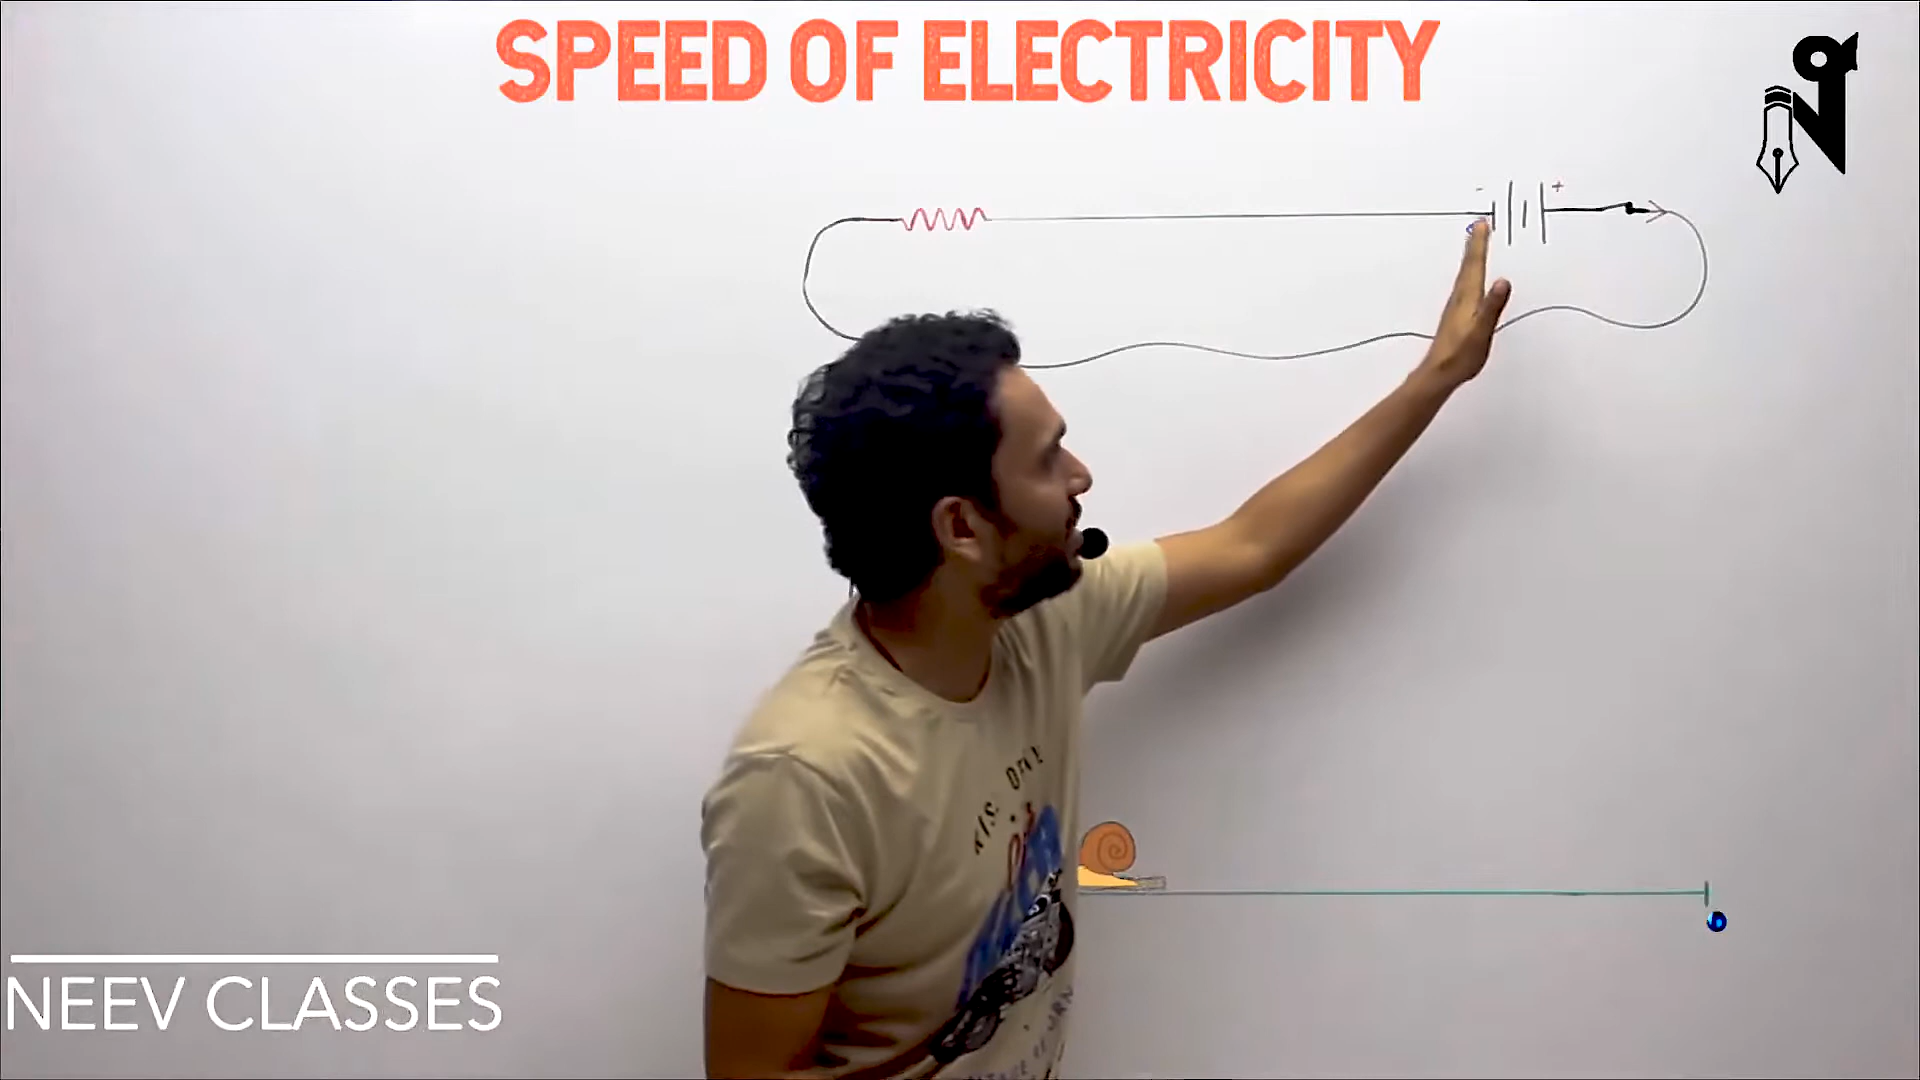 SPEED OF ELECTRICITY
- +
NEEV CLASSES